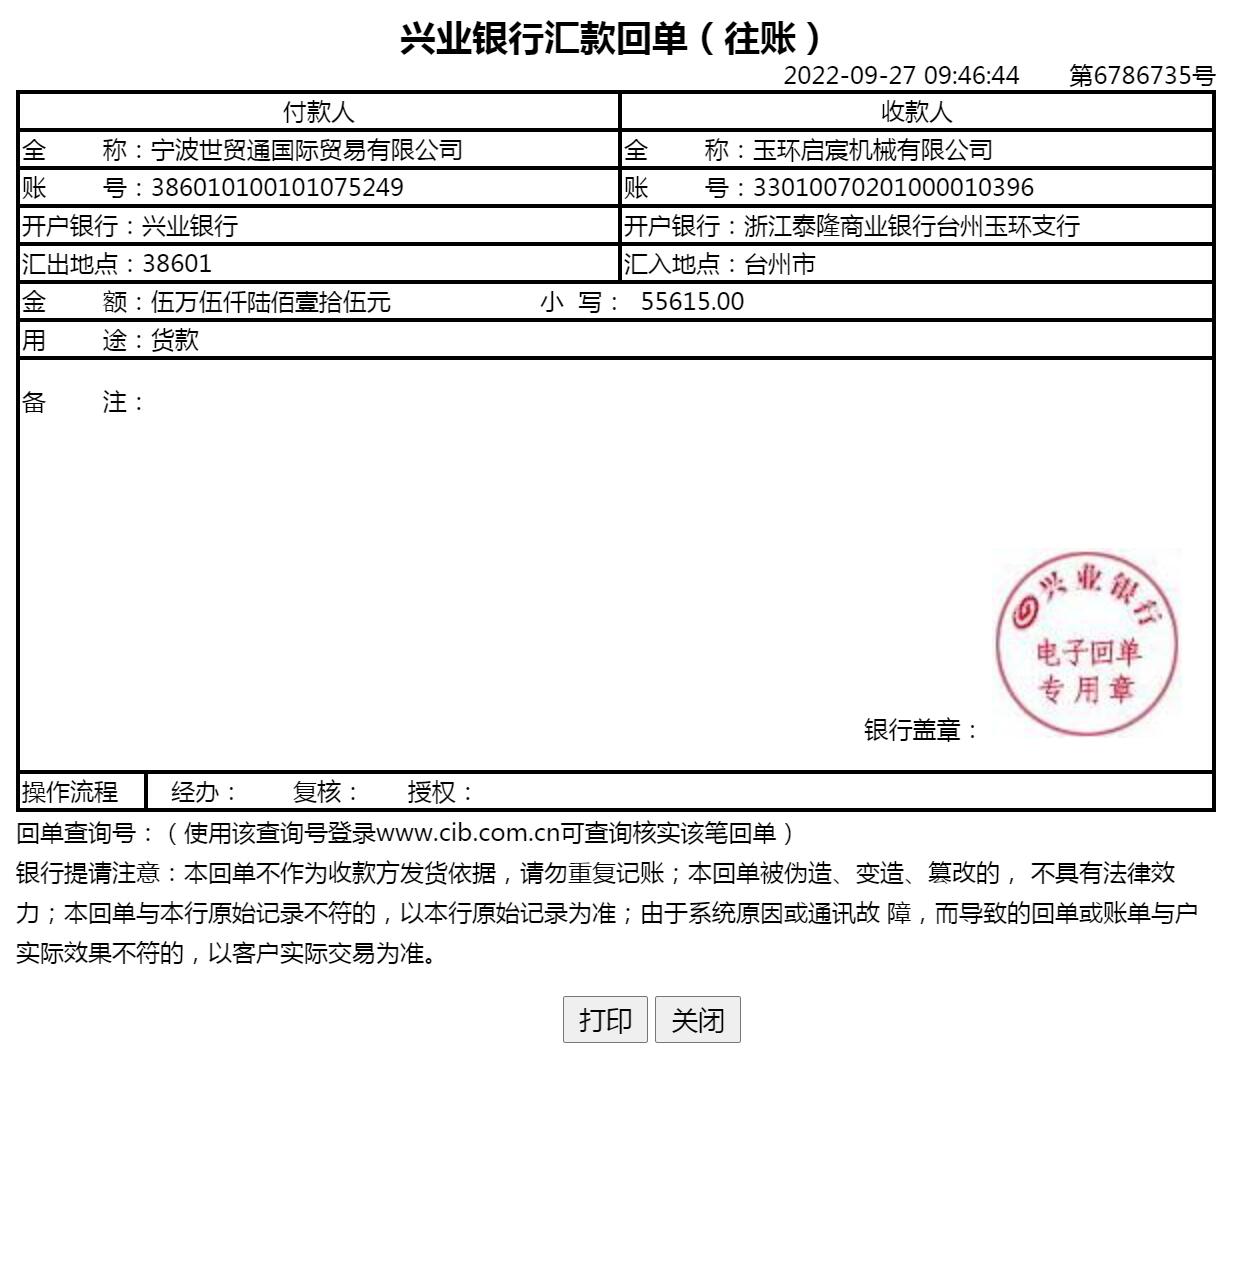 兴业银行汇款回单（往账）
2022-09-27 09:46:44 第6786735号
付款人 收款人
全 称：宁波世贸通国际贸易有限公司 全 称：玉环启宸机械有限公司
账 号：386010100101075249 账 号：33010070201000010396
开户银行：兴业银行 开户银行：浙江泰隆商业银行台州玉环支行
汇出地点：38601 汇入地点：台州市
金 额：伍万伍仟陆佰壹拾伍元 小 写： 55615.00
用 途：货款
备 注：
兴业银行
电子回单
专用章
银行盖章：
操作流程 经办： 复核： 授权：
回单查询号：（使用该查询号登录www.cib.com.cn可查询核实该笔回单）
银行提请注意：本回单不作为收款方发货依据，请勿重复记账；本回单被伪造、变造、篡改的， 不具有法律效
力；本回单与本行原始记录不符的，以本行原始记录为准；由于系统原因或通讯故 障，而导致的回单或账单与户
实际效果不符的，以客户实际交易为准。
打印 关闭